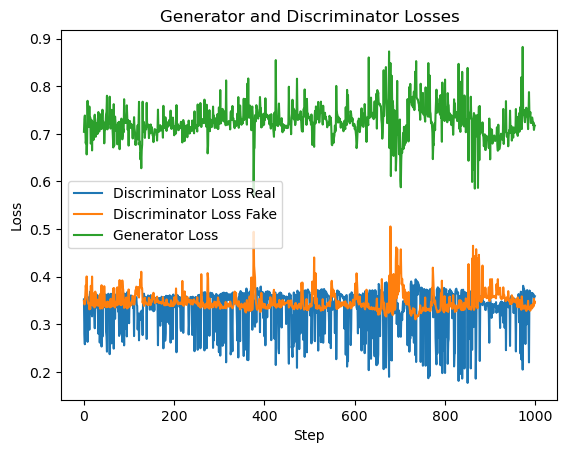 Generator and Discriminator Losses
0.9
0.8
0.7
0.6
0.5
0.4
0.3
0.2
Loss
Discriminator Loss Real
Discriminator Loss Fake
Generator Loss
0 200 400 600 800 1000
Step